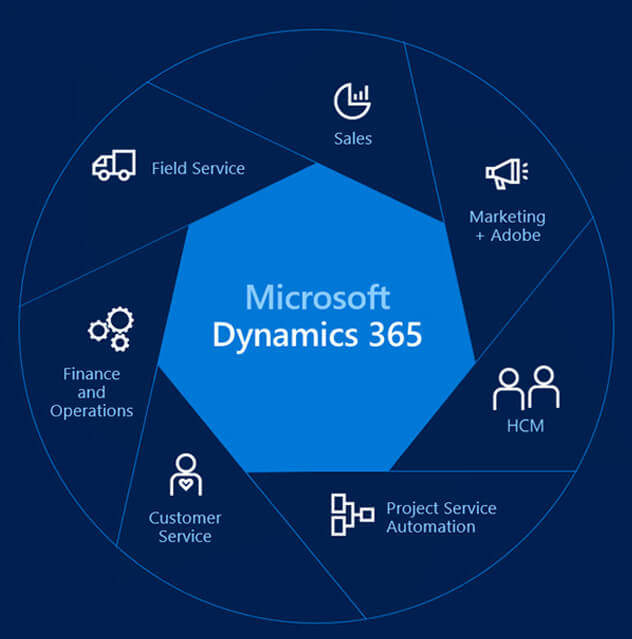 Sales
Field Service
Marketing
+ Adobe
Microsoft
Dynamics 365
Finance
and
Operations
HCM
Customer
Service
Project Service
Automation